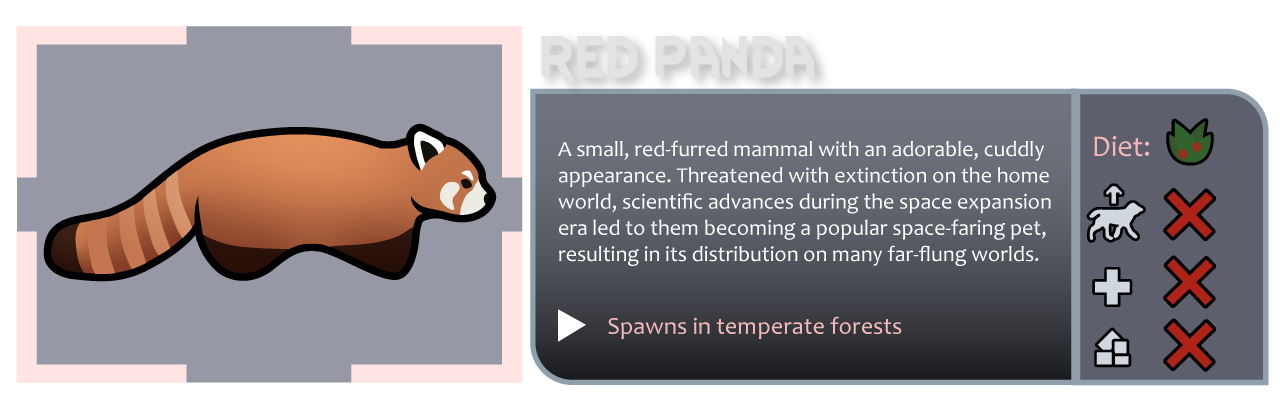 RED PANDA
A small, red-furred mammal with an adorable, cuddly
appearance. Threatened with extinction on the home
world, scientific advances during the space expansion
era led to them becoming a popular space-faring pet,
resulting in its distribution on many far-flung worlds.
Spawns in temperate forests
Diet: